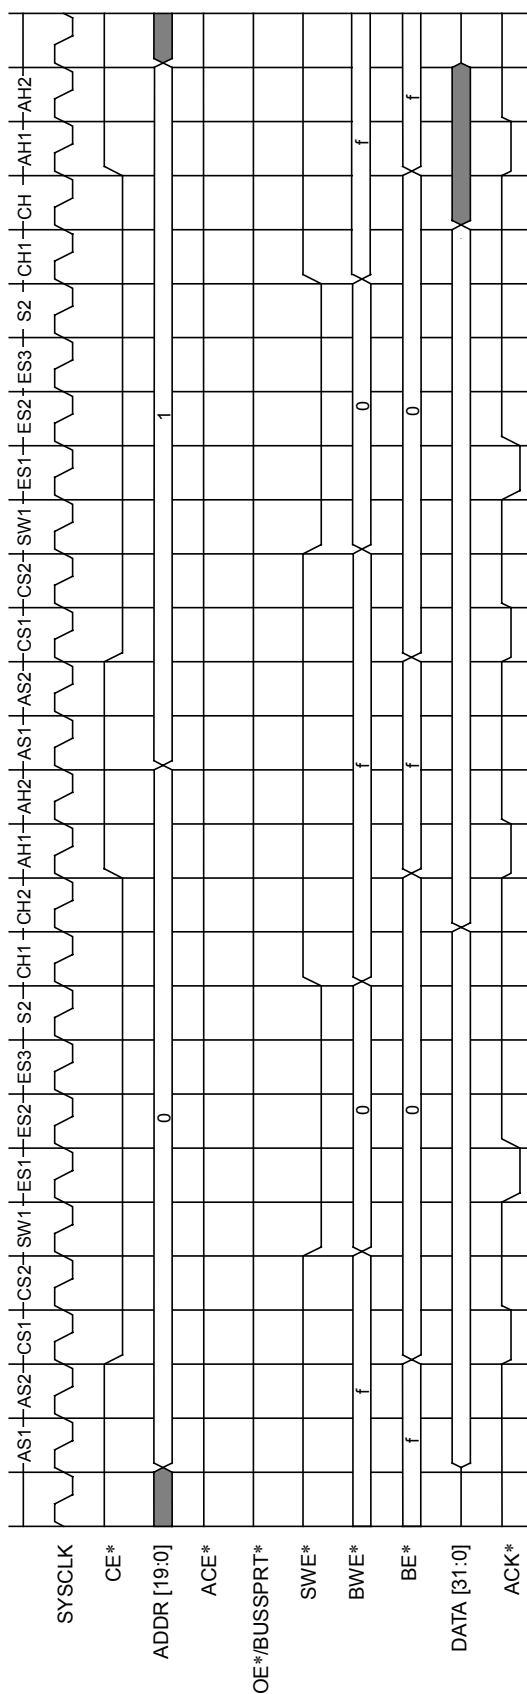 AS1 AS2 CS1 CS2 SW1 ES1 ES2 ES3 S2 CH1 CH2 AH1 AH2 AS1 AS2 CS1 CS2 SW1 ES1 ES2 ES3 S2 CH1 CH AH1 AH2
SYSCLK
CE*
ADDR [19:0] 0 1
ACE*
OE*/BUSSPRT*
SWE*
BWE* f 0 f 0 f
BE* f 0 f 0 f
DATA [31:0]
ACK*